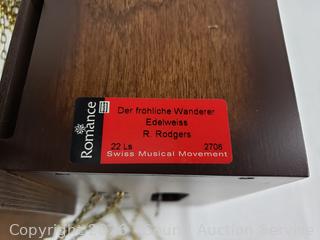 Romance
Der fröhliche Wanderer
Edelweiss
R. Rodgers
22 Ls 2708
Swiss Musical Movement